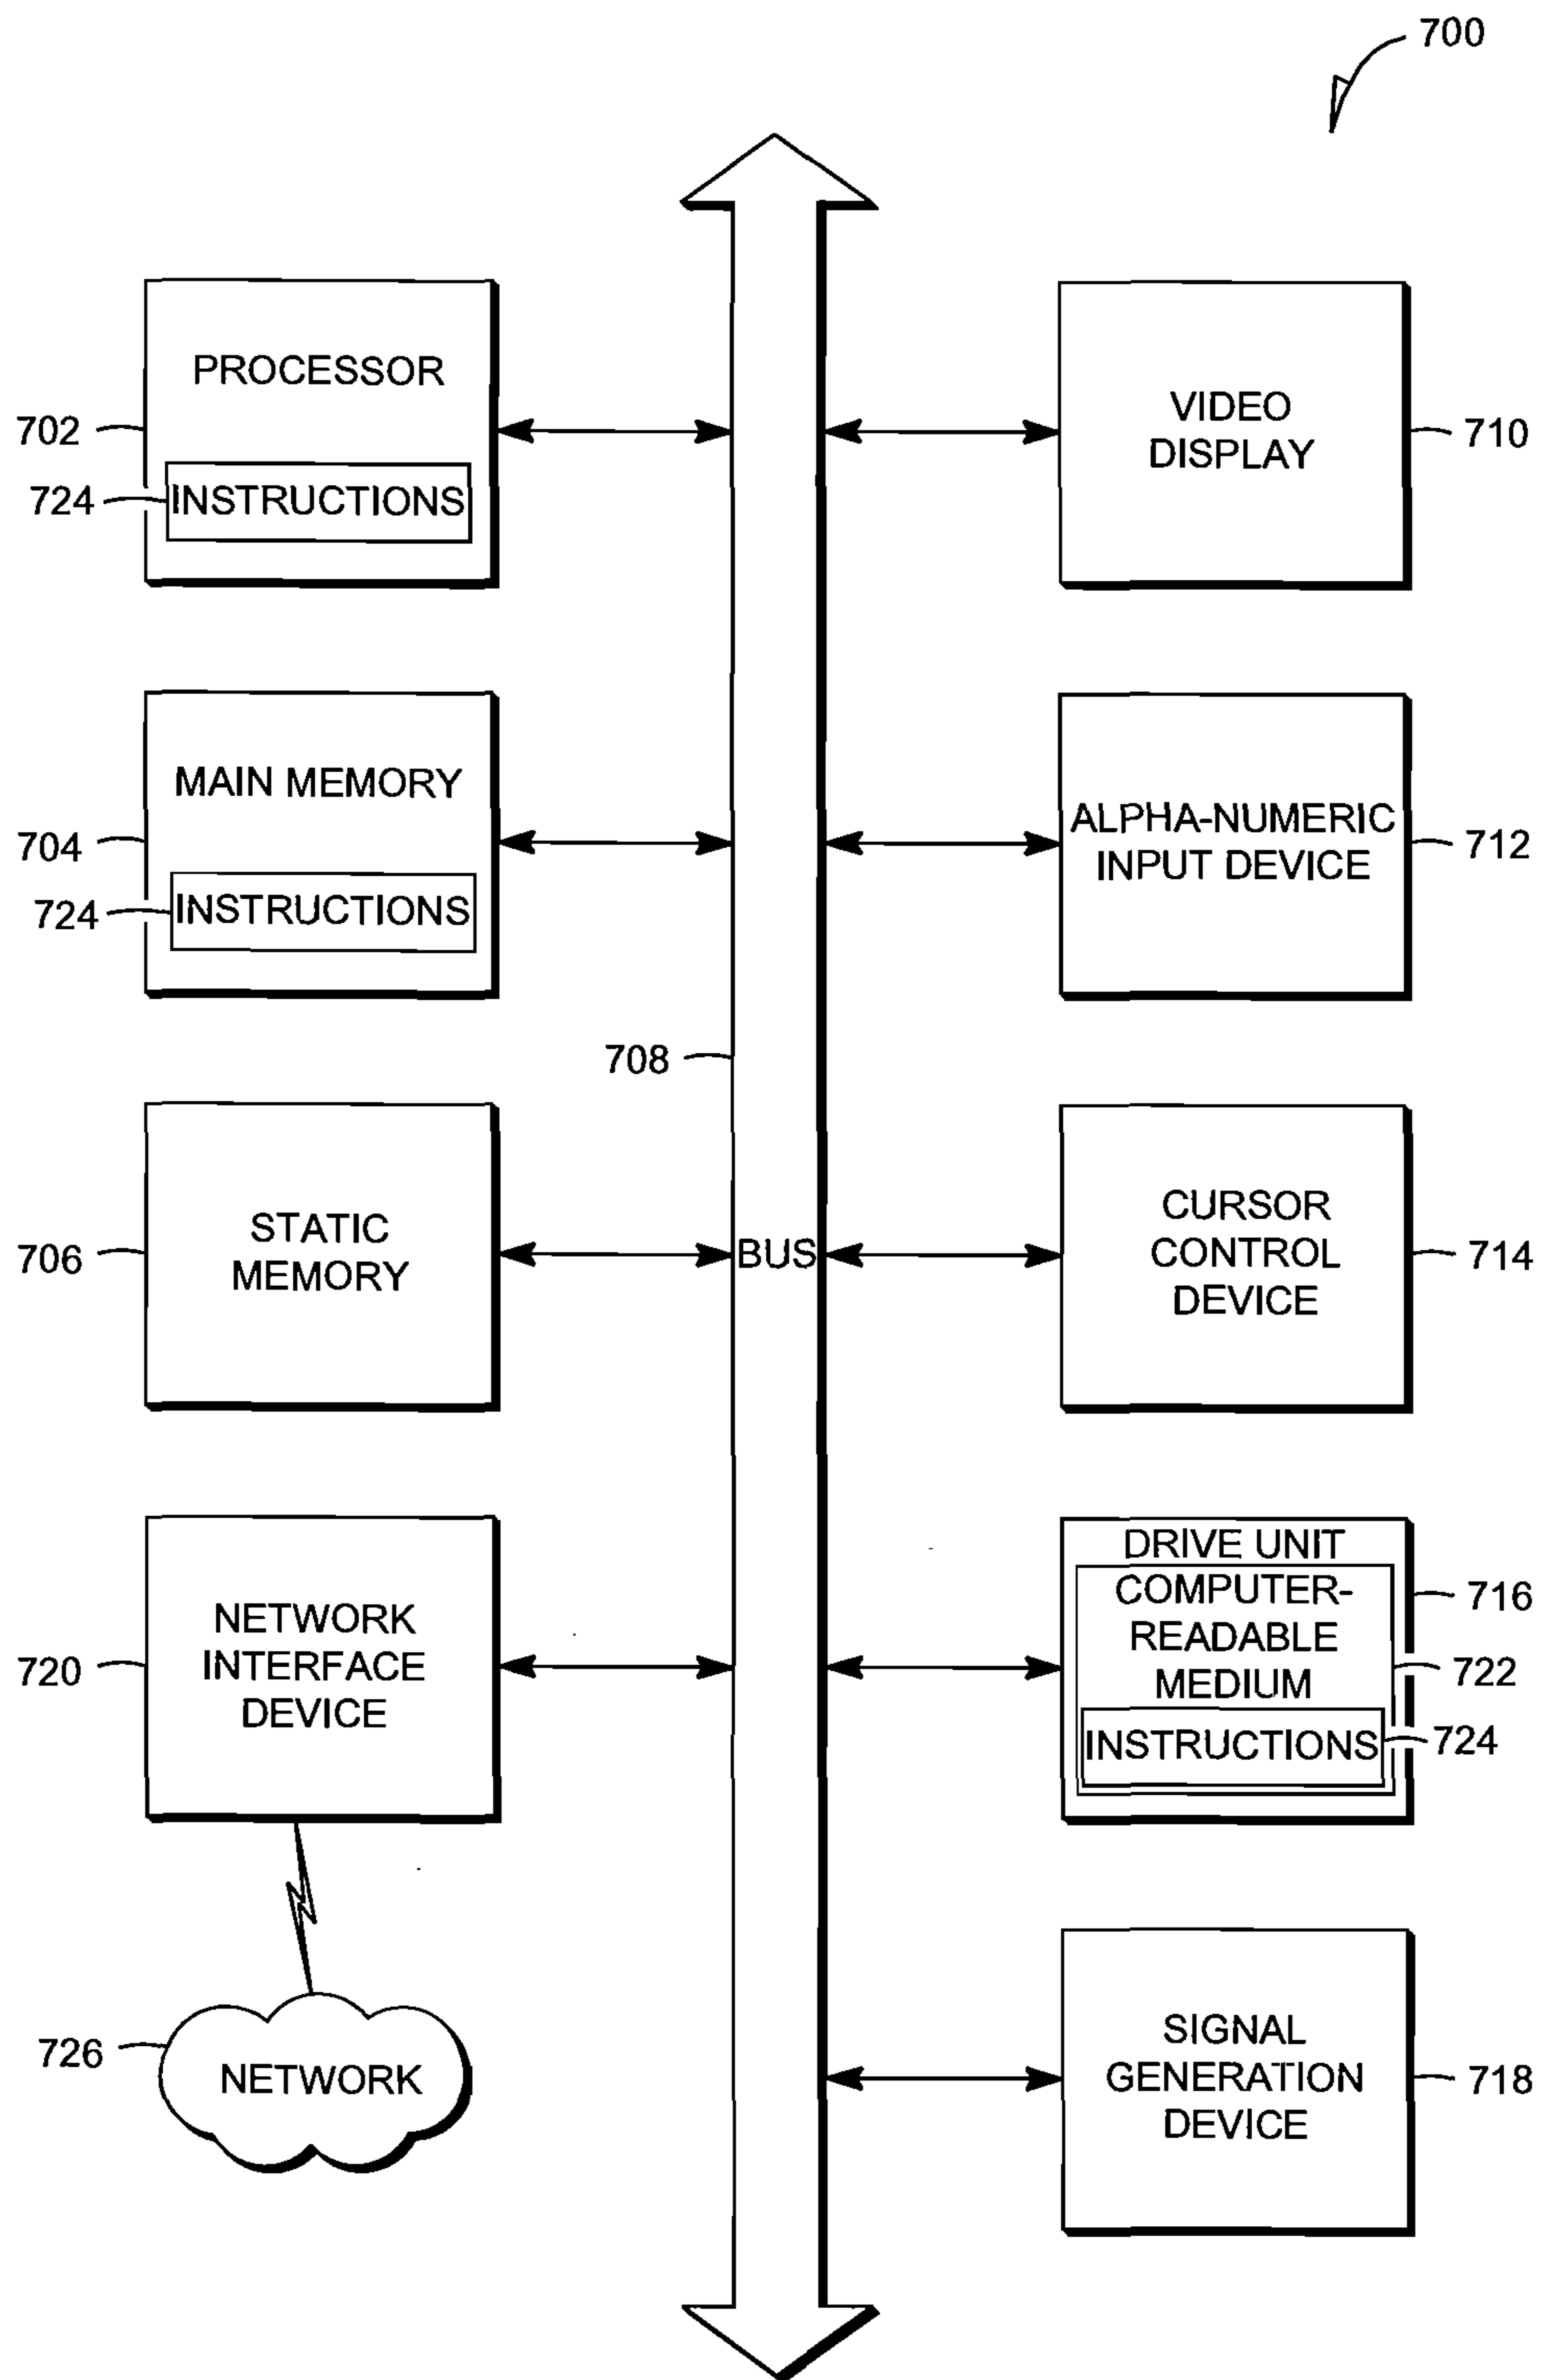 700
PROCESSOR
702
724
INSTRUCTIONS
VIDEO
DISPLAY
710
MAIN MEMORY
704
724
INSTRUCTIONS
ALPHA-NUMERIC
INPUT DEVICE
712
708
STATIC
MEMORY
706
BUS
CURSOR
CONTROL
DEVICE
714
NETWORK
INTERFACE
DEVICE
720
DRIVE UNIT
COMPUTER-
READABLE
MEDIUM
INSTRUCTIONS
716
722
724
726
NETWORK
SIGNAL
GENERATION
DEVICE
718